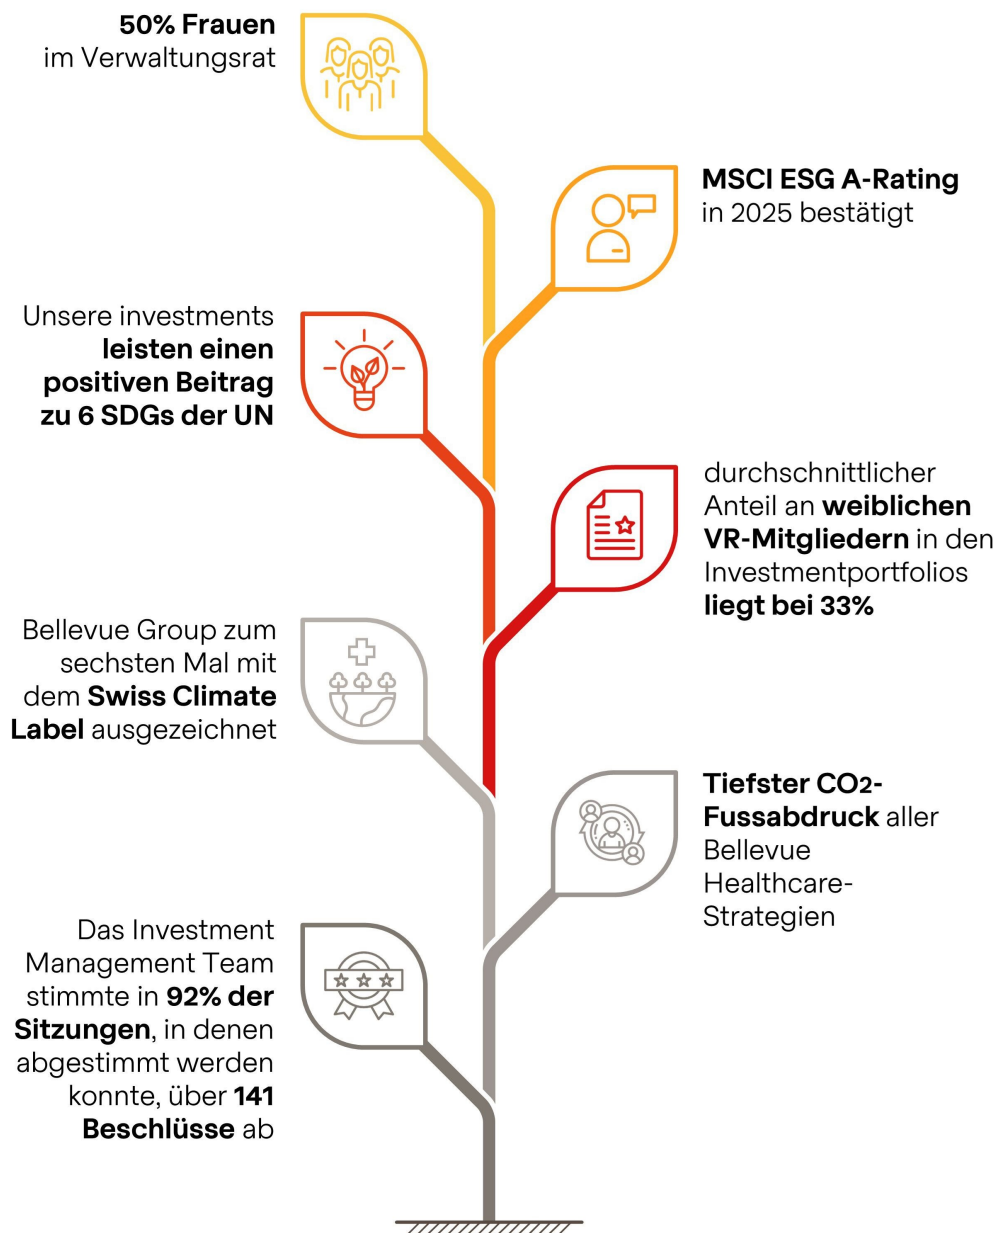 50% Frauen
im Verwaltungsrat
MSCI ESG A-Rating
in 2025 bestätigt
Unsere investments
leisten einen
positiven Beitrag
zu 6 SDGs der UN
durchschnittlicher
Anteil an weiblichen
VR-Mitgliedern in den
Investmentportfolios
liegt bei 33%
Bellevue Group zum
sechsten Mal mit
dem Swiss Climate
Label ausgezeichnet
Tiefster CO2-
Fussabdruck aller
Bellevue
Healthcare-
Strategien
Das Investment
Management Team
stimmte in 92% der
Sitzungen, in denen
abgestimmt werden
konnte, über 141
Beschlüsse ab